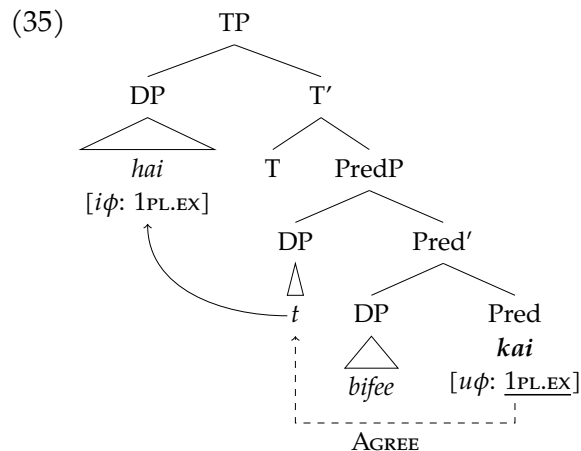 (35) TP
DP T′
hai T PredP
[iϕ: 1PL.EX]
DP Pred′
t DP Pred
kai
bifee [uϕ: 1PL.EX]
AGREE